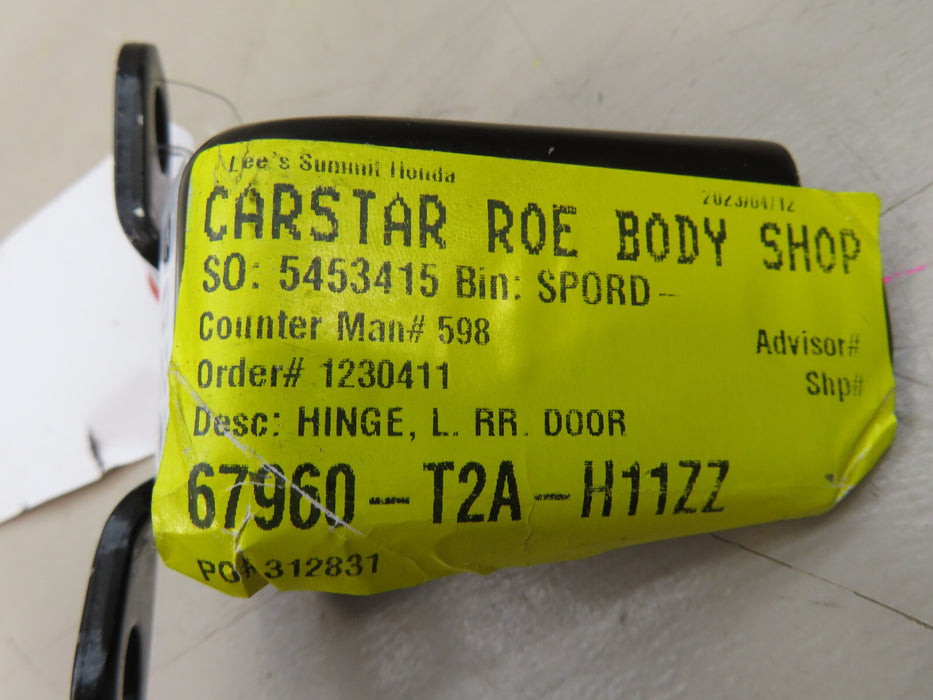 Lee's Summit Honda
2023/04/12
CARSTAR ROE BODY SHOP
SO: 5453415 Bin: SPORD-
Counter Man# 598
Advisor#
Order# 1230411
Shp#
Desc: HINGE, L. RR. DOOR
67960-T2A-H11ZZ
PO# 312831